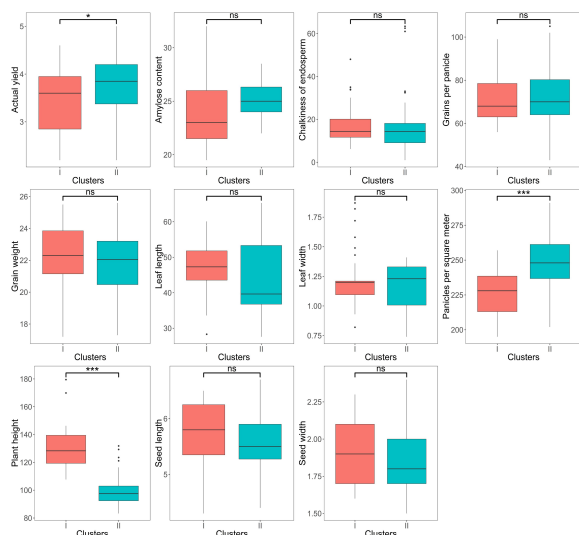 *
Actual yield
5
4
3
I
II
Clusters
ns
Amylose content
30
25
20
I
II
Clusters
ns
Chalkiness of endosperm
60
40
20
0
I
II
Clusters
ns
Grains per panicle
100
80
60
40
I
II
Clusters
ns
Grain weight
26
24
22
20
18
I
II
Clusters
ns
Leaf length
60
50
40
30
I
II
Clusters
ns
Leaf width
1.75
1.50
1.25
1.00
0.75
I
II
Clusters
***
Panicles per square meter
275
250
225
200
I
II
Clusters
***
Plant height
180
160
140
120
100
80
I
II
Clusters
ns
Seed length
6
5
I
II
Clusters
ns
Seed width
2.25
2.00
1.75
1.50
I
II
Clusters